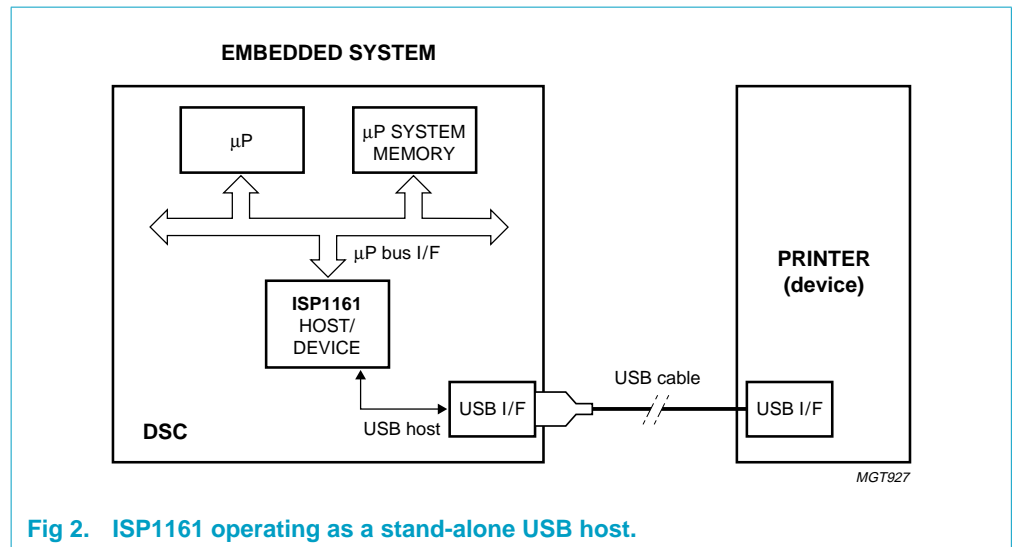 EMBEDDED SYSTEM
μP
μP SYSTEM
MEMORY
μP bus I/F
ISP1161
HOST/
DEVICE
USB host
USB I/F
DSC
USB cable
PRINTER
(device)
USB I/F
MGT927
Fig 2. ISP1161 operating as a stand-alone USB host.